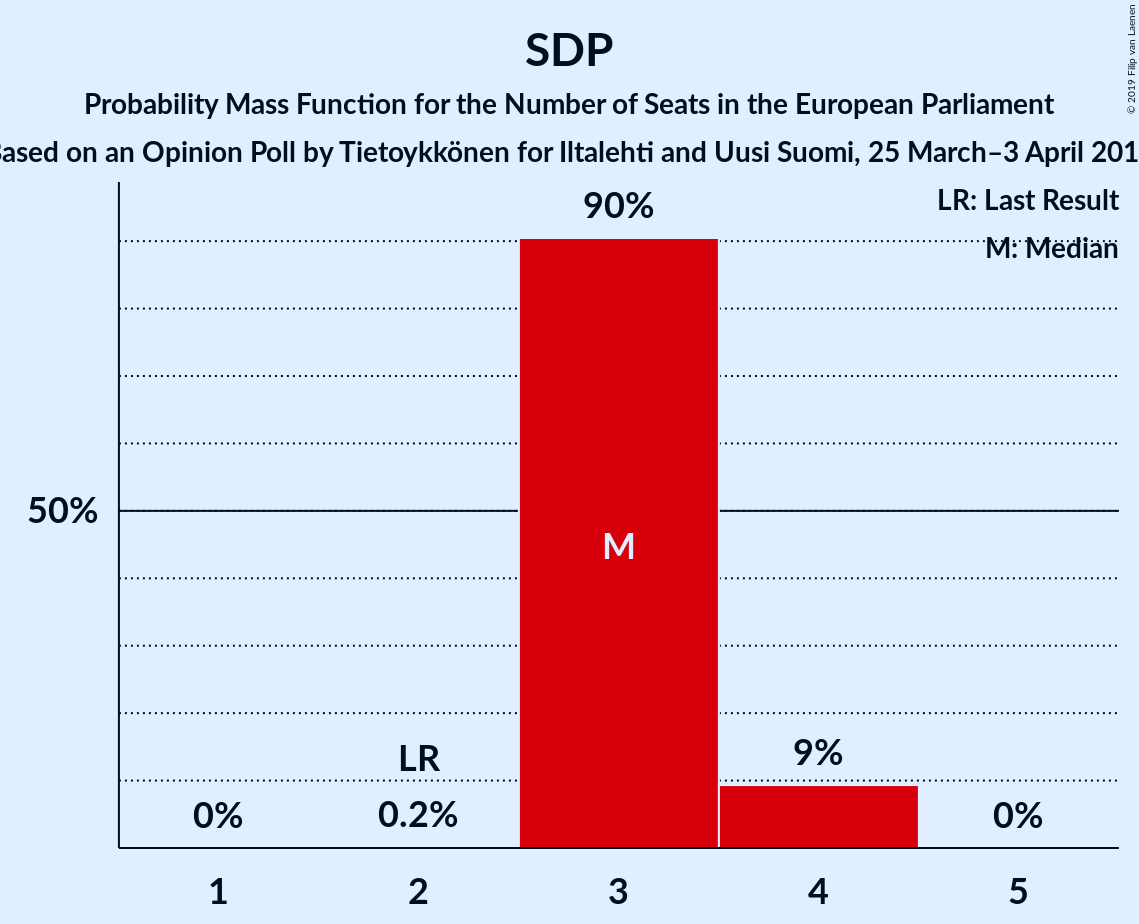 SDP
Probability Mass Function for the Number of Seats in the European Parliament
ased on an Opinion Poll by Tietoykkönen for Iltalehti and Uusi Suomi, 25 March–3 April 201
© 2019 Filip van Laenen
LR: Last Result
M: Median
90%
50%
M
LR
9%
0%
0.2%
0%
1
2
3
4
5